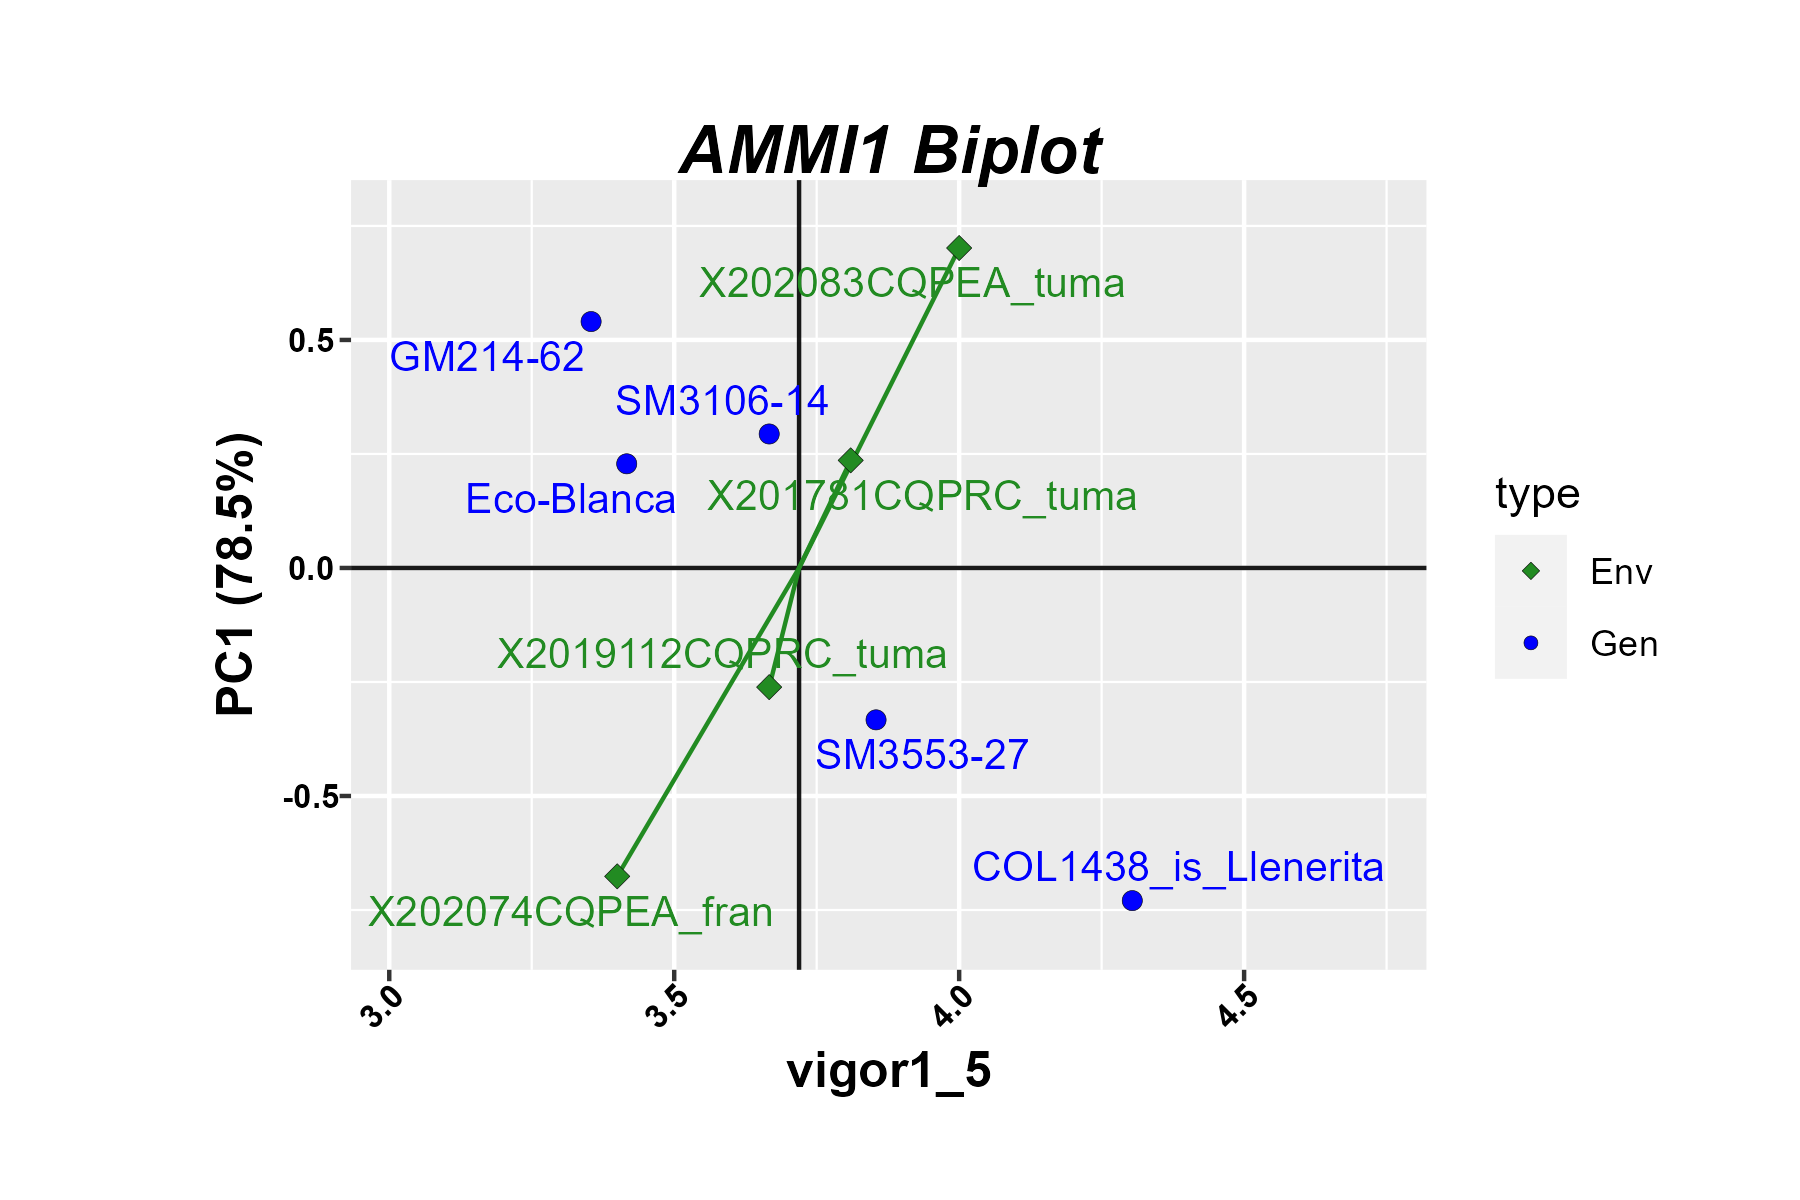 AMMI1 Biplot
X202083CQPEA_tuma
GM214-62
SM3106-14
Eco-Blanca
X201781CQPRC_tuma
X2019112CQPRC_tuma
SM3553-27
COL1438_is_Llenerita
X202074CQPEA_fran
0.5
0.0
-0.5
PC1 (78.5%)
3.0
3.5
4.0
4.5
vigor1_5
type
Env
Gen